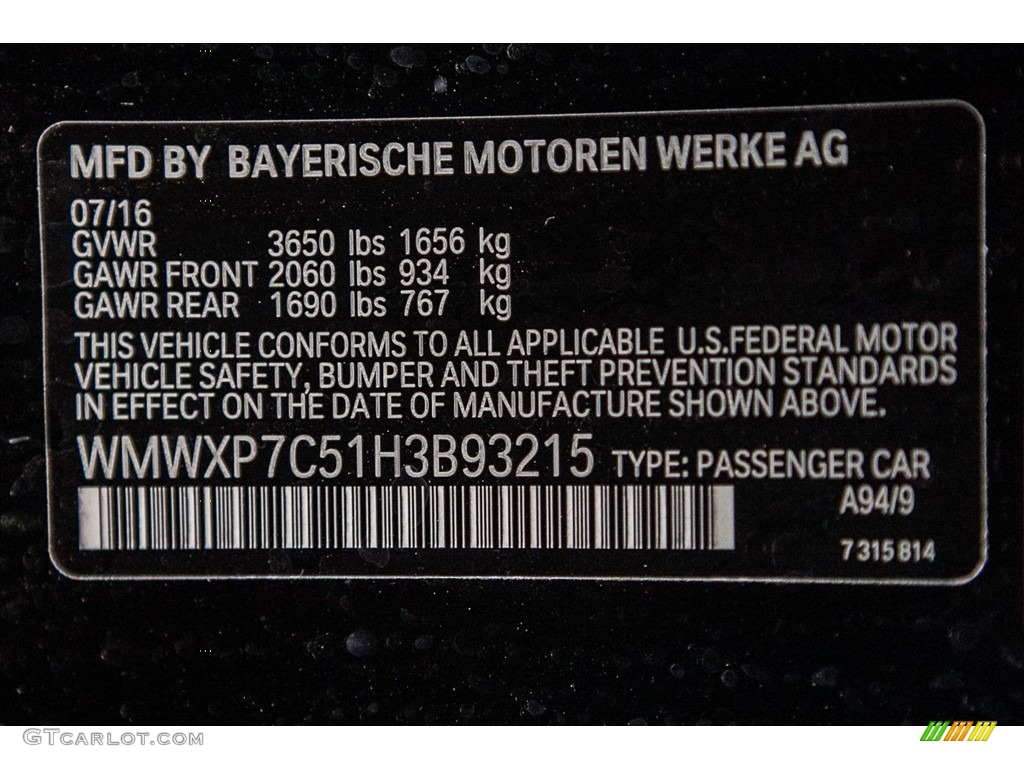 MFD BY BAYERISCHE MOTOREN WERKE AG
07/16
GVWR 3650 lbs 1656 kg
GAWR FRONT 2060 lbs 934 kg
GAWR REAR 1690 lbs 767 kg
THIS VEHICLE CONFORMS TO ALL APPLICABLE U.S.FEDERAL MOTOR
VEHICLE SAFETY, BUMPER AND THEFT PREVENTION STANDARDS
IN EFFECT ON THE DATE OF MANUFACTURE SHOWN ABOVE.
WMWXP7C51H3B93215 TYPE: PASSENGER CAR
A94/9
7 315 814
GTCARLOT.COM